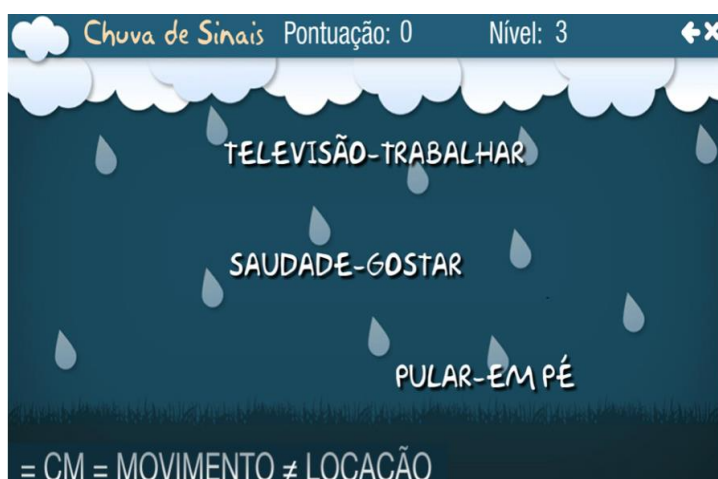 Chuva de Sinais Pontuação: 0 Nível: 3
TELEVISÃO-TRABALHAR
SAUDADE-GOSTAR
PULAR-EM PÉ
= CM = MOVIMENTO ≠ LOCAÇÃO